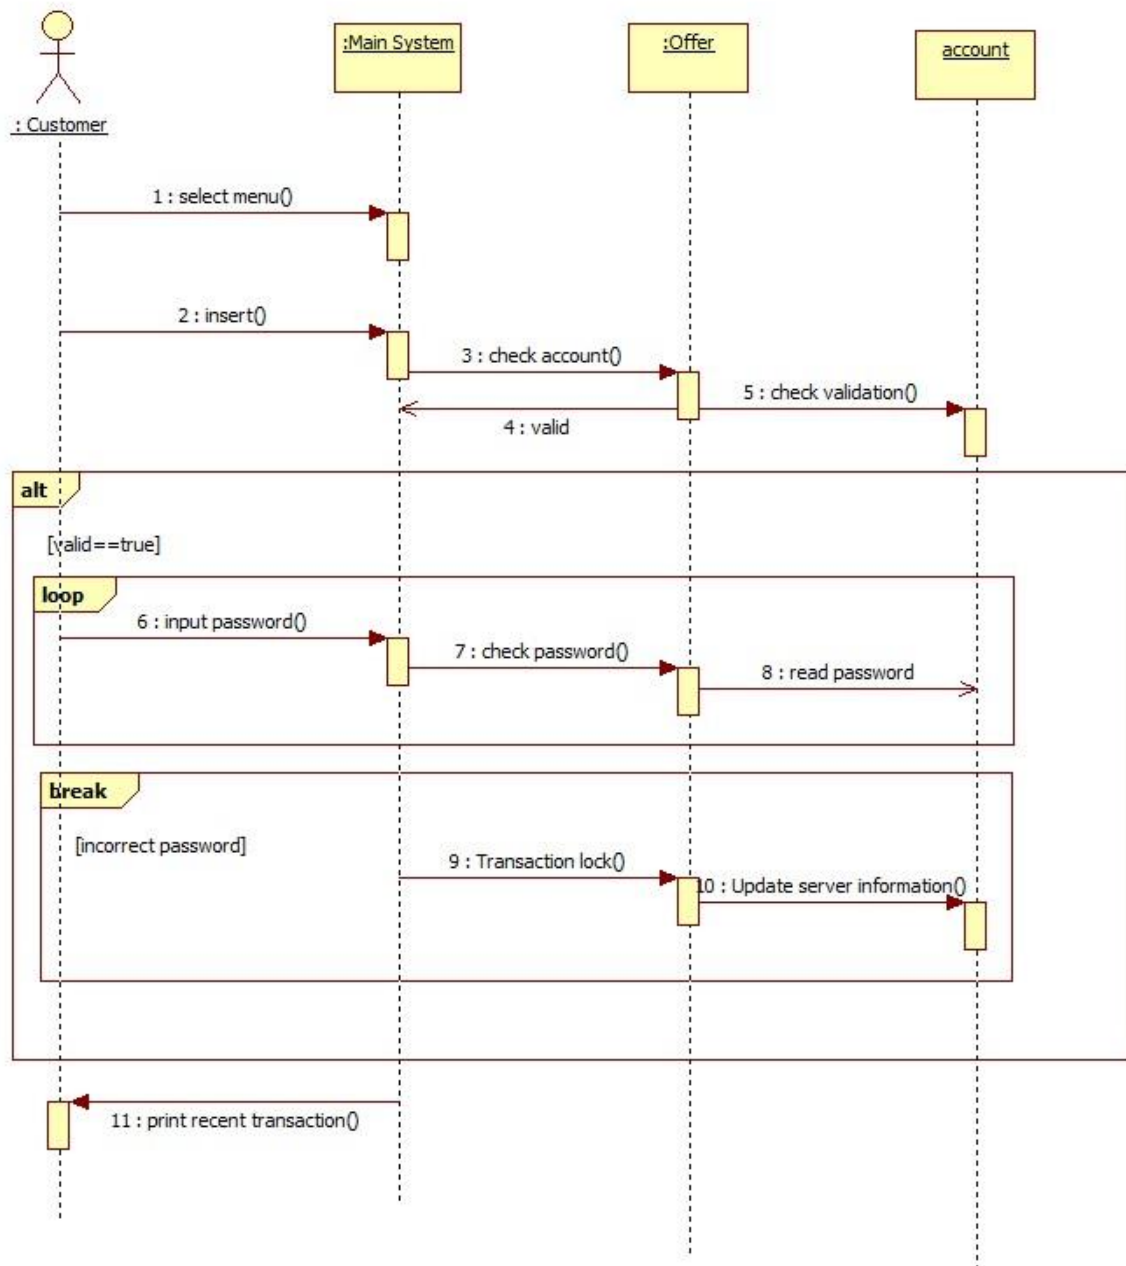 :Main System
:Offer
account
: Customer
1 : select menu()
2 : insert()
3 : check account()
5 : check validation()
4 : valid
alt
[valid==true]
loop
6 : input password()
7 : check password()
8 : read password
break
[incorrect password]
9 : Transaction lock()
10 : Update server information()
11 : print recent transaction()